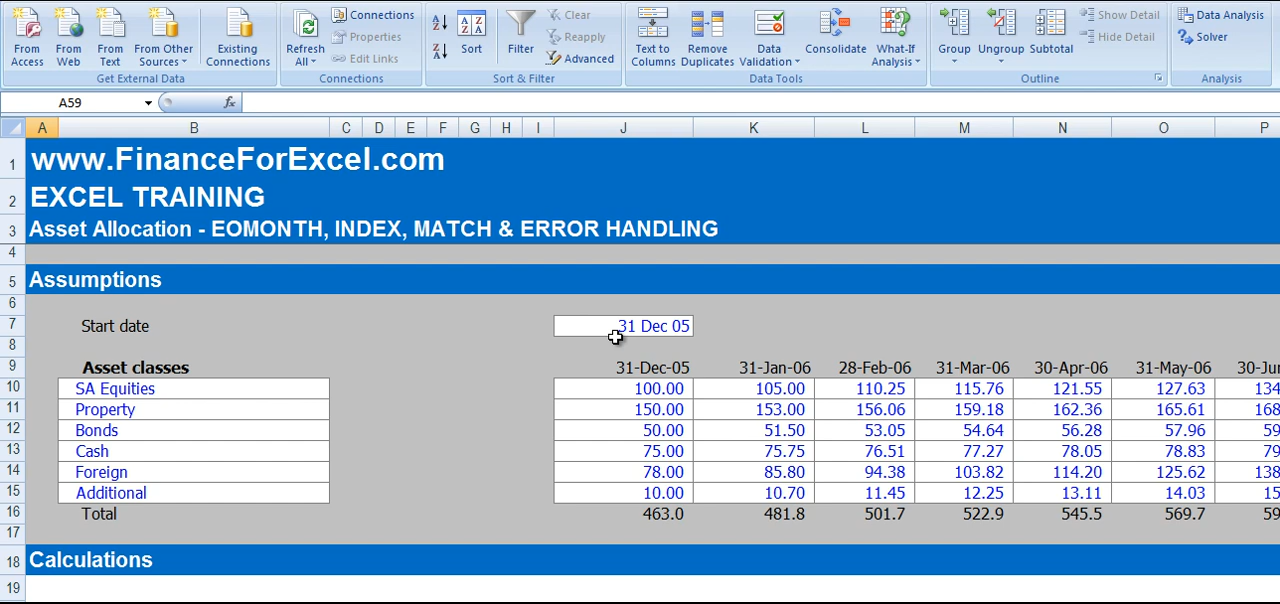 Connections
Clear
Show Detail
Data Analysis
Properties
Reapply
Hide Detail
Solver
From Access
From Web
From Text
From Other Sources
Existing Connections
Refresh All
Edit Links
Sort
Filter
Advanced
Text to Columns
Remove Duplicates
Data Validation
Consolidate
What-If Analysis
Group
Ungroup
Subtotal
Get External Data
Connections
Sort & Filter
Data Tools
Outline
Analysis
A59 fx
A B C D E F G H I J K L M N O P
1 www.FinanceForExcel.com
2 EXCEL TRAINING
3 Asset Allocation - EOMONTH, INDEX, MATCH & ERROR HANDLING
4
5 Assumptions
6
7 Start date 31 Dec 05
8
9 Asset classes 31-Dec-05 31-Jan-06 28-Feb-06 31-Mar-06 30-Apr-06 31-May-06
10 SA Equities 100.00 105.00 110.25 115.76 121.55 127.63 134
11 Property 150.00 153.00 156.06 159.18 162.36 165.61 168
12 Bonds 50.00 51.50 53.05 54.64 56.28 57.96 59
13 Cash 75.00 75.75 76.51 77.27 78.05 78.83 79
14 Foreign 78.00 85.80 94.38 103.82 114.20 125.62 138
15 Additional 10.00 10.70 11.45 12.25 13.11 14.03 15
16 Total 463.0 481.8 501.7 522.9 545.5 569.7 59
17
18 Calculations
19